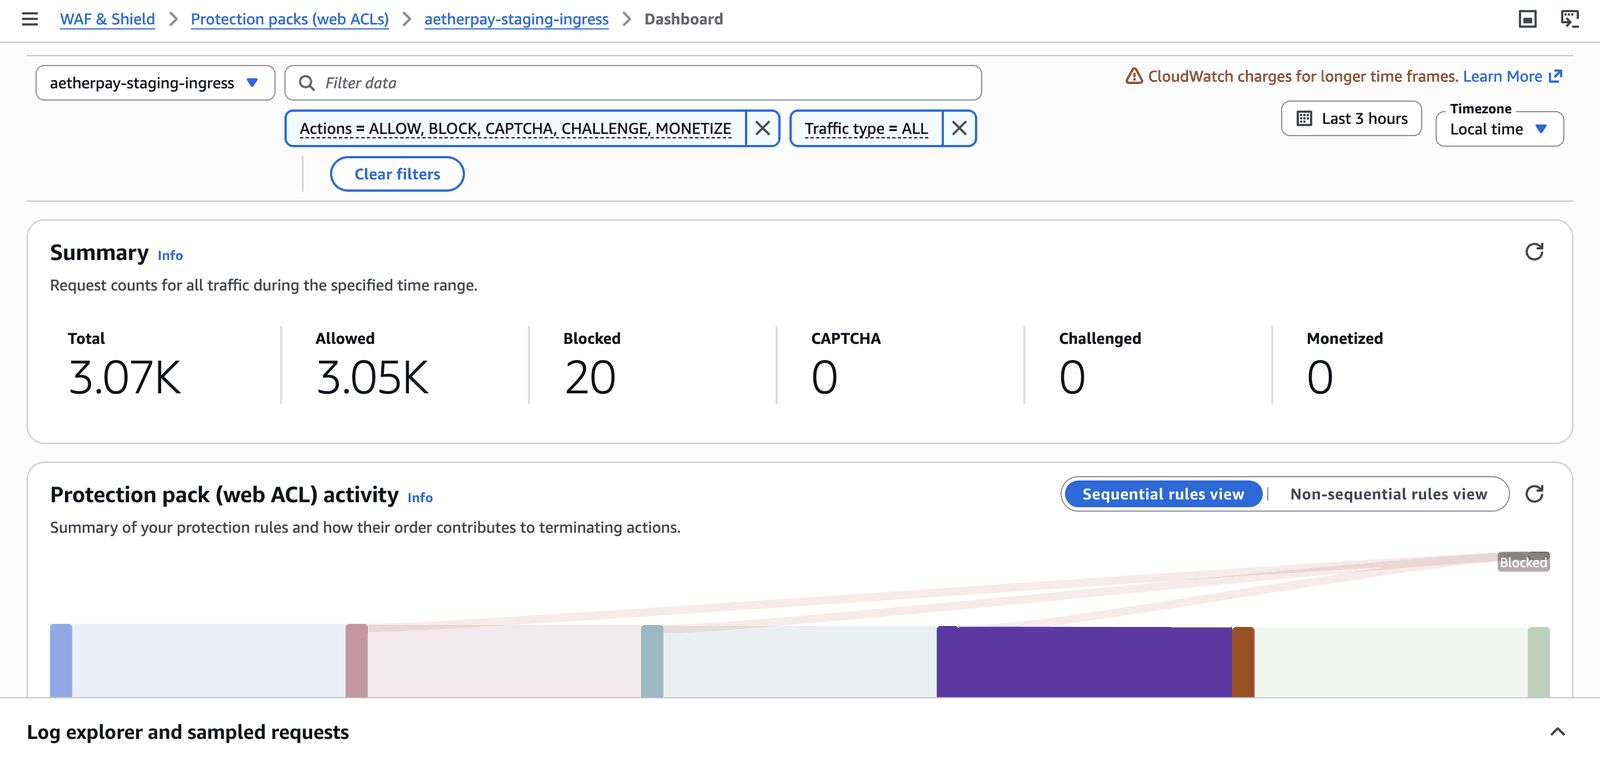 WAF & Shield > Protection packs (web ACLs) > aetherpay-staging-ingress > Dashboard
aetherpay-staging-ingress
Filter data
CloudWatch charges for longer time frames. Learn More
Actions = ALLOW, BLOCK, CAPTCHA, CHALLENGE, MONETIZE
Traffic type = ALL
Last 3 hours
Timezone
Local time
Clear filters
Summary Info
Request counts for all traffic during the specified time range.
Total
3.07K
Allowed
3.05K
Blocked
20
CAPTCHA
0
Challenged
0
Monetized
0
Protection pack (web ACL) activity Info
Sequential rules view
Non-sequential rules view
Summary of your protection rules and how their order contributes to terminating actions.
Blocked
Log explorer and sampled requests